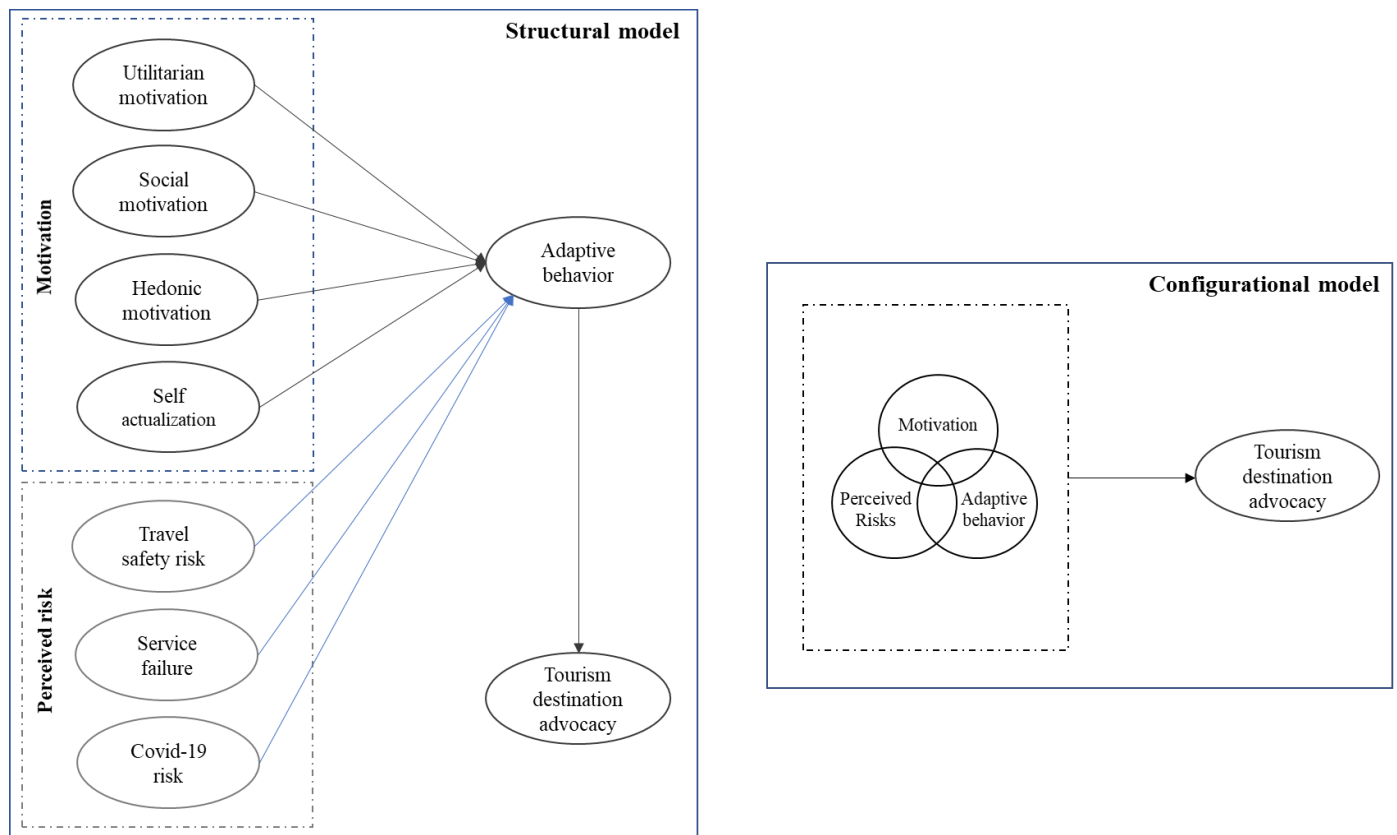 Structural model
Motivation
Utilitarian
motivation
Social
motivation
Hedonic
motivation
Self
actualization
Perceived risk
Travel
safety risk
Service
failure
Covid-19
risk
Adaptive
behavior
Tourism
destination
advocacy
Configurational model
Motivation
Perceived
Risks
Adaptive
behavior
Tourism
destination
advocacy